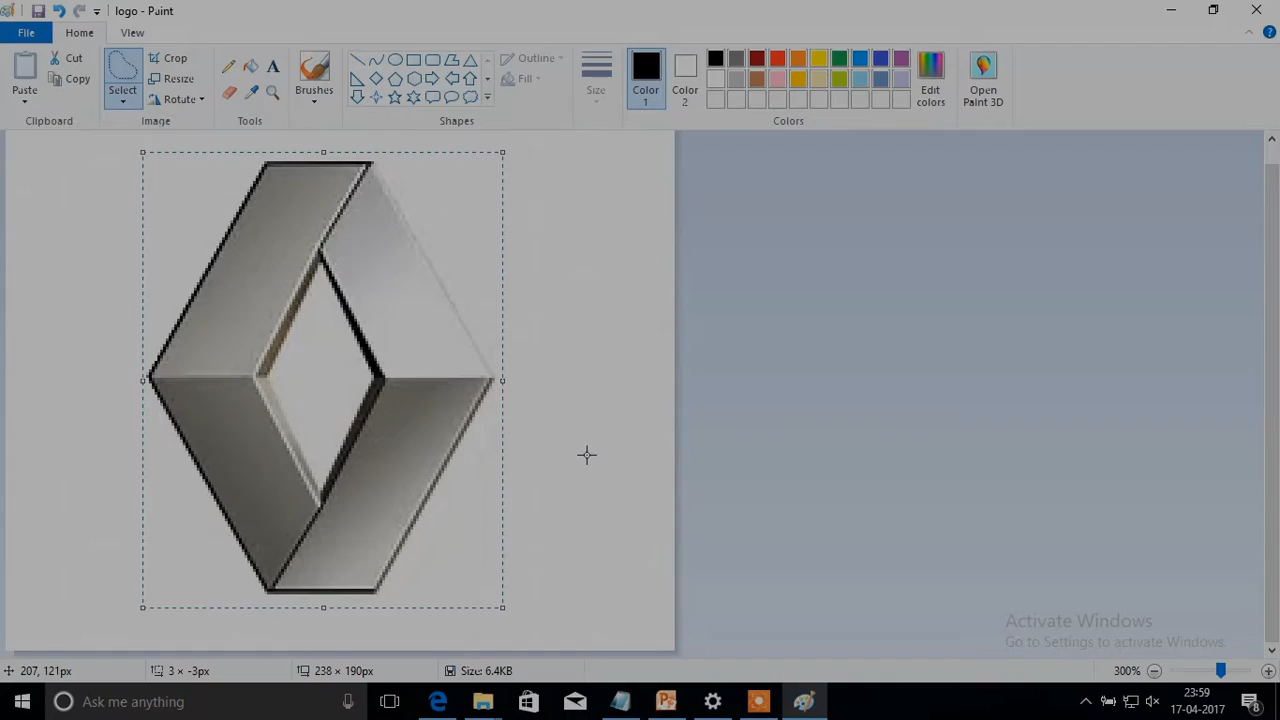 logo - Paint
File
Home
View
Paste
Cut
Copy
Clipboard
Select
Crop
Resize
Rotate
Image
Tools
Brushes
Shapes
Outline
Fill
Size
Color 1
Color 2
Edit colors
Colors
Open Paint 3D
Activate Windows
Go to Settings to activate Windows.
207, 121px
3 × -3px
238 × 190px
Size: 6.4KB
300%
Ask me anything
23:59
17-04-2017
8